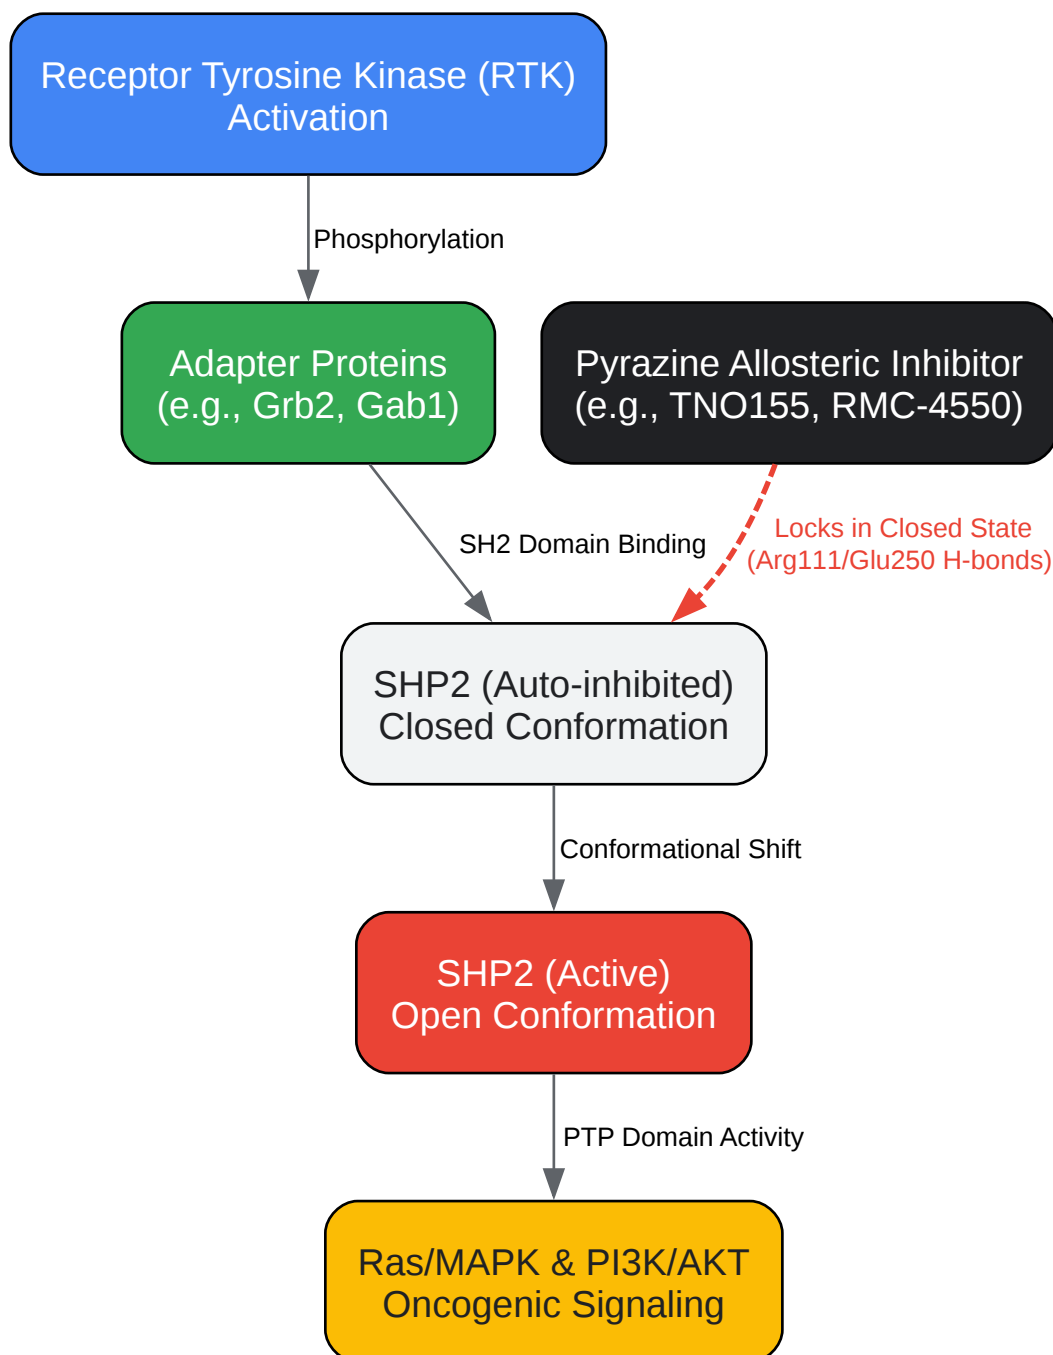 Receptor Tyrosine Kinase (RTK)
Activation
Phosphorylation
Adapter Proteins
(e.g., Grb2, Gab1)
Pyrazine Allosteric Inhibitor
(e.g., TNO155, RMC-4550)
SH2 Domain Binding
Locks in Closed State
(Arg111/Glu250 H-bonds)
SHP2 (Auto-inhibited)
Closed Conformation
Conformational Shift
SHP2 (Active)
Open Conformation
PTP Domain Activity
Ras/MAPK & PI3K/AKT
Oncogenic Signaling